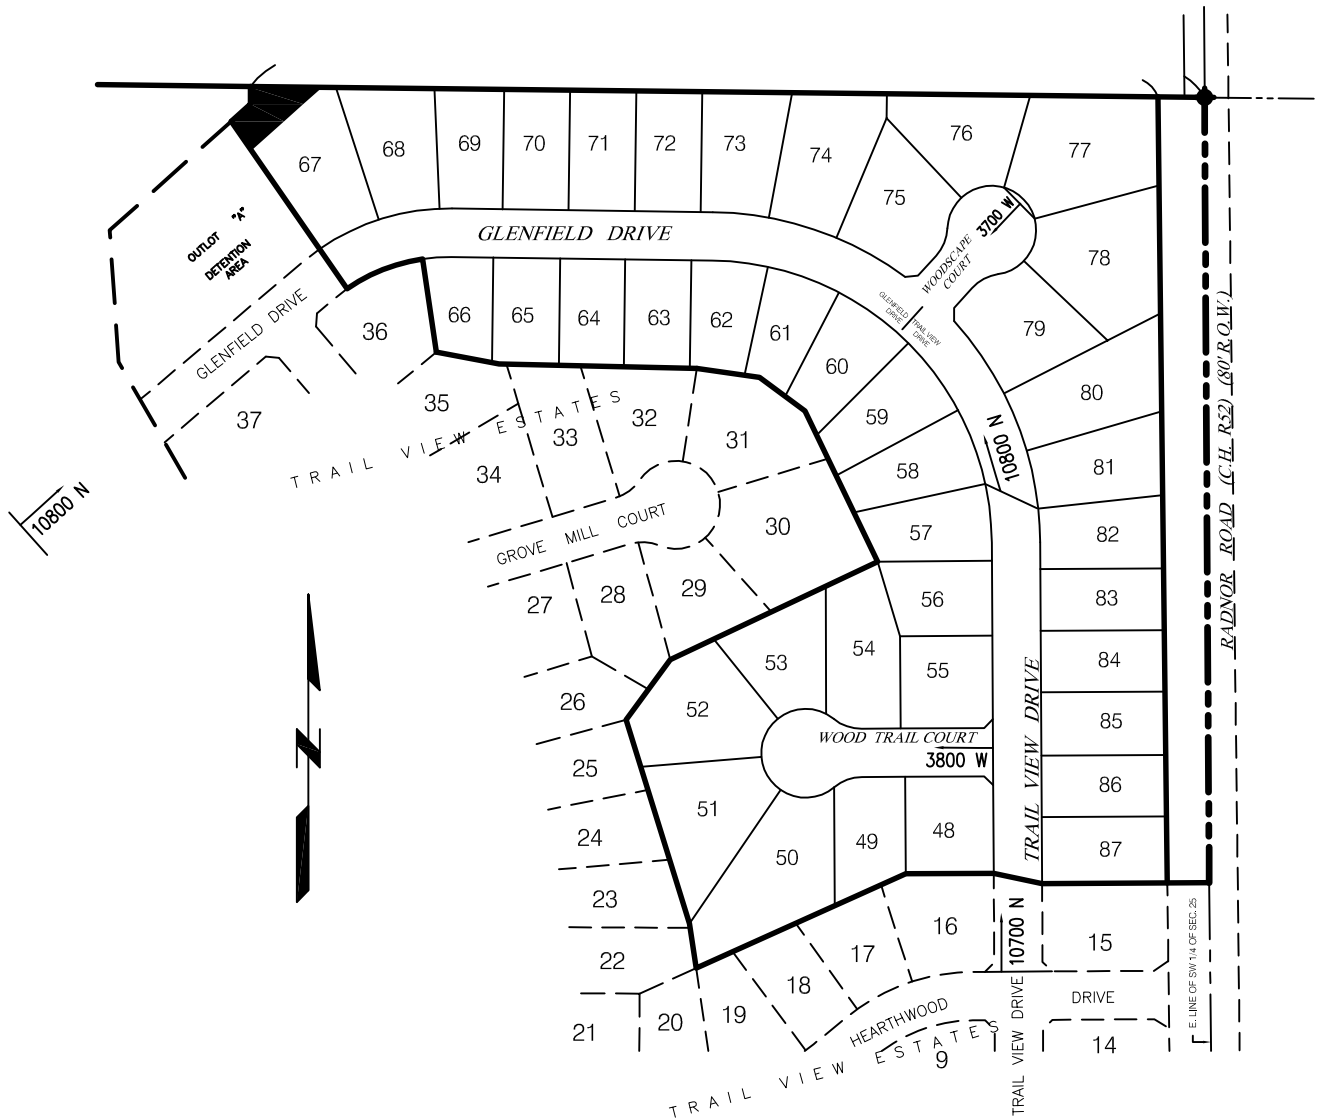 76
77
67
68
69
70
71
72
73
74
75
78
3700 W
WOODSCAPE
COURT
GLENFIELD DRIVE
OUTLOT "A"
DETENTION
AREA
GLENFIELD DRIVE
36
66
65
64
63
62
61
60
GLENFIELD
DRIVE
TRAIL VIEW
DRIVE
79
80
81
RADNOR ROAD (C.H. R52) (80' R.O.W.)
37
35
TRAIL VIEW ESTATES
34
33
32
31
30
59
58
57
10800 N
10800 N
GROVE MILL COURT
27
28
29
82
83
84
85
86
87
56
55
54
53
52
51
50
49
48
WOOD TRAIL COURT
3800 W
TRAIL VIEW DRIVE
26
25
24
23
22
21
20
19
18
17
16
15
10700 N
TRAIL VIEW DRIVE
HEARTHWOOD
DRIVE
E. LINE OF SW 1/4 OF SEC. 25
9
14
TRAIL VIEW ESTATES
N